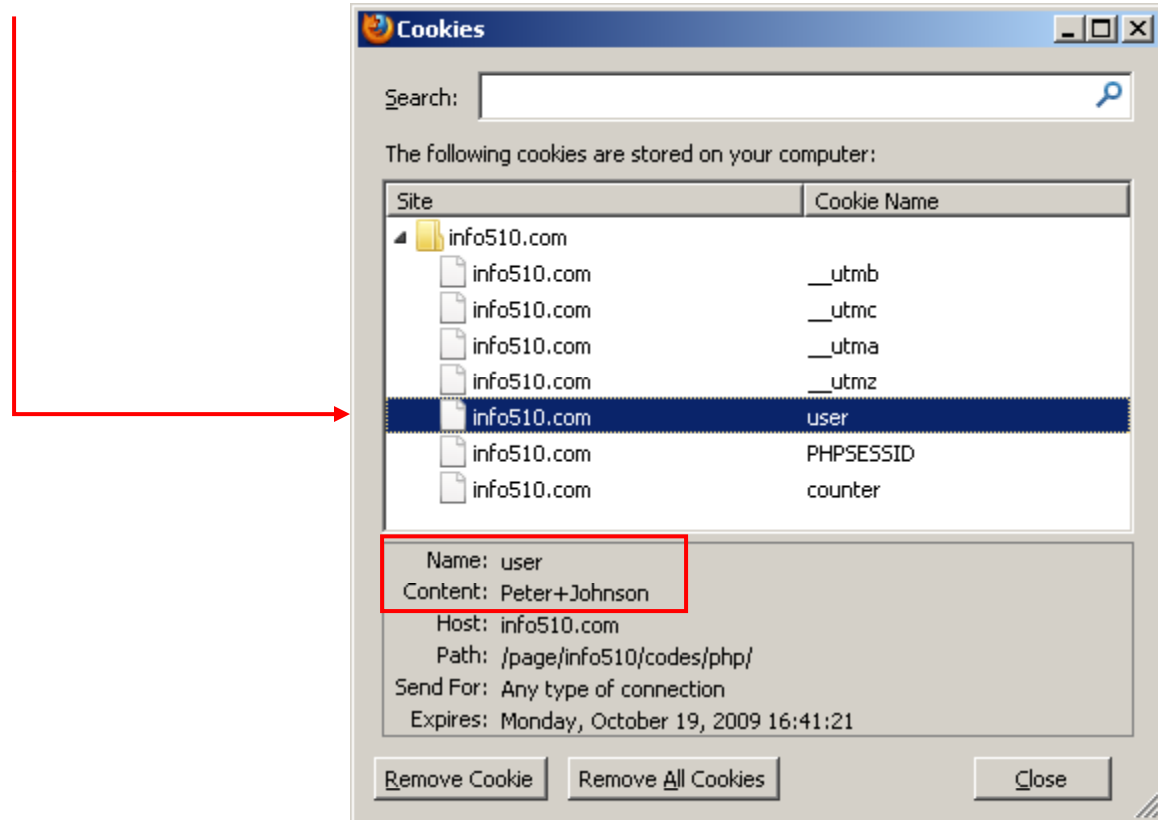 Cookies
Search:
The following cookies are stored on your computer:
Site Cookie Name
info510.com
info510.com __utmb
info510.com __utmc
info510.com __utma
info510.com __utmz
info510.com user
info510.com PHPSESSID
info510.com counter
Name: user
Content: Peter+Johnson
Host: info510.com
Path: /page/info510/codes/php/
Send For: Any type of connection
Expires: Monday, October 19, 2009 16:41:21
Remove Cookie Remove All Cookies Close